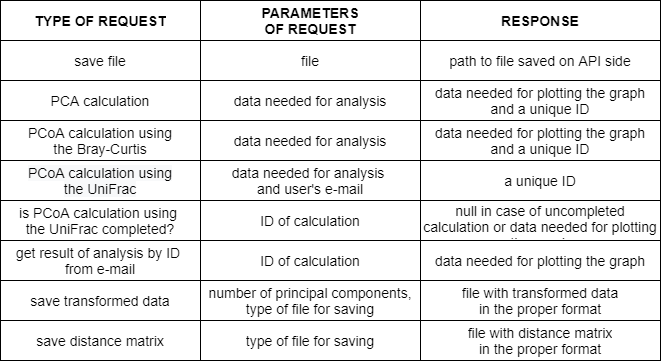 TYPE OF REQUEST
PARAMETERS
OF REQUEST
RESPONSE
save file
file
path to file saved on API side
PCA calculation
data needed for analysis
data needed for plotting the graph
and a unique ID
PCoA calculation using
the Bray-Curtis
data needed for analysis
data needed for plotting the graph
and a unique ID
PCoA calculation using
the UniFrac
data needed for analysis
and user's e-mail
a unique ID
is PCoA calculation using
the UniFrac completed?
ID of calculation
null in case of uncompleted
calculation or data needed for plotting
get result of analysis by ID
from e-mail
ID of calculation
data needed for plotting the graph
save transformed data
number of principal components,
type of file for saving
file with transformed data
in the proper format
save distance matrix
type of file for saving
file with distance matrix
in the proper format